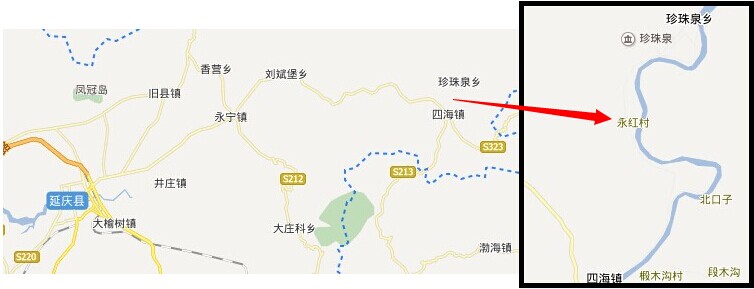 香营乡
刘斌堡乡
珍珠泉乡
凤冠岛
旧县镇
永宁镇
四海镇
S323
井庄镇
S212
S213
延庆县
大榆树镇
大庄科乡
渤海镇
S220
珍珠泉乡
珍珠泉
永红村
北口子
四海镇
椴木沟村
段木沟